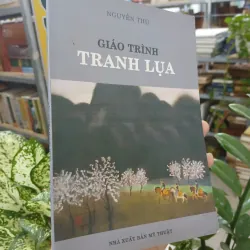 NGUYỄN THỤ
GIÁO TRÌNH
TRANH LỤA
NHÀ XUẤT BẢN MỸ THUẬT